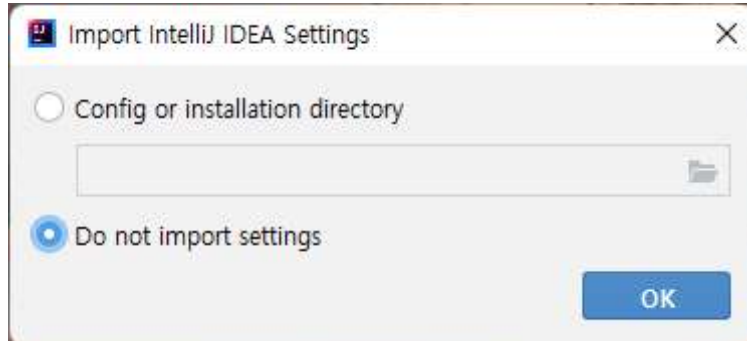 Import IntelliJ IDEA Settings
Config or installation directory
Do not import settings
OK